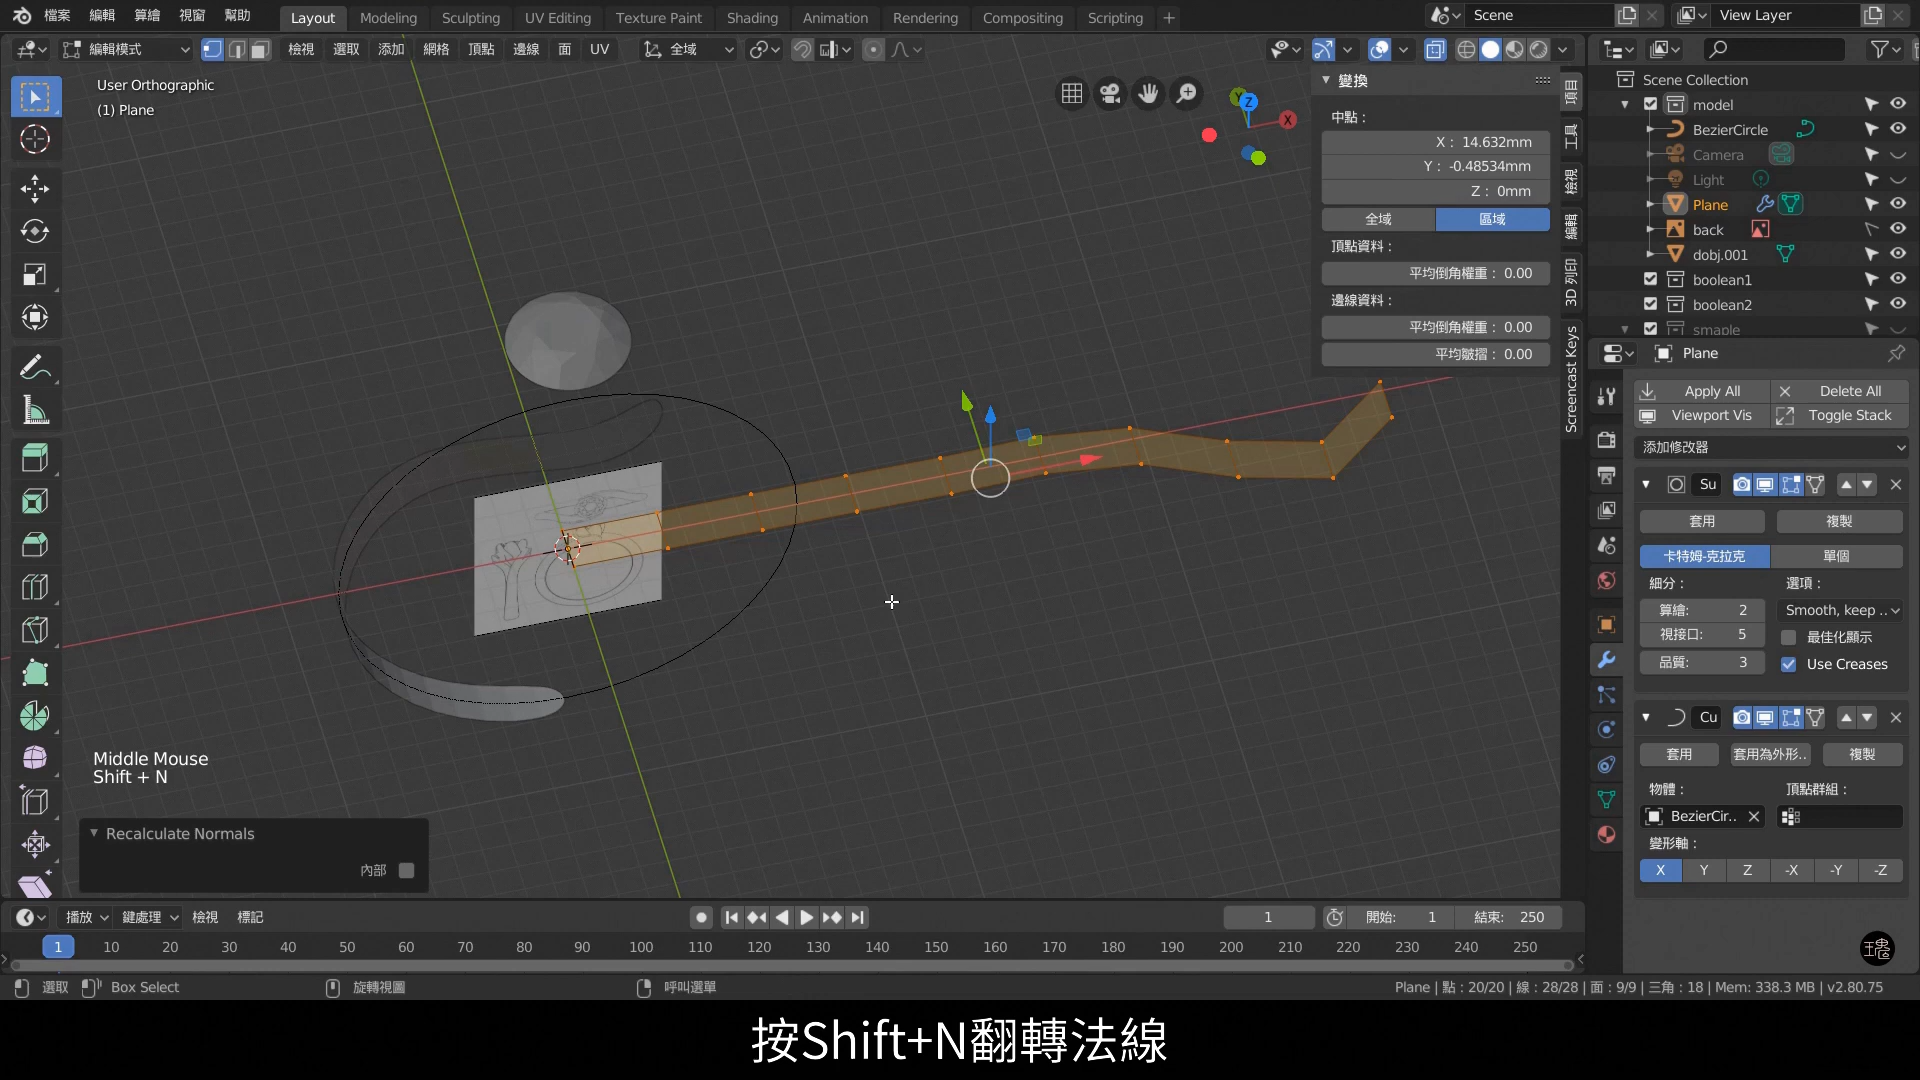 檔案 編輯 算繪 視窗 幫助 Layout Modeling Sculpting UV Editing Texture Paint Shading Animation Rendering Compositing Scripting + Scene View Layer
編輯模式 檢視 選取 添加 網格 頂點 邊線 面 UV 全域
User Orthographic
(1) Plane
Z
X
Y
變換
中點：
X： 14.632mm
Y： -0.48534mm
Z： 0mm
全域 區域
頂點資料：
平均倒角權重： 0.00
邊線資料：
平均倒角權重： 0.00
平均皺摺： 0.00
項目
工具
檢視
編輯
3D 列印
Screencast Keys
Scene Collection
model
BezierCircle
Camera
Light
Plane
back
dobj.001
boolean1
boolean2
smaple
Plane
Apply All Delete All
Viewport Vis Toggle Stack
添加修改器
Su
套用 複製
卡特姆-克拉克 單個
細分： 選項：
算繪: 2 Smooth, keep ..
視接口: 5 最佳化顯示
品質: 3 Use Creases
Cu
套用 套用為外形.. 複製
物體： 頂點群組：
BezierCir..
變形軸：
X Y Z -X -Y -Z
Middle Mouse
Shift + N
Recalculate Normals
內部
播放 鍵處理 檢視 標記 1 開始: 1 結束: 250
1 10 20 30 40 50 60 70 80 90 100 110 120 130 140 150 160 170 180 190 200 210 220 230 240 250
選取 Box Select 旋轉視圖 呼叫選單 Plane | 點 : 20/20 | 線 : 28/28 | 面 : 9/9 | 三角 : 18 | Mem: 338.3 MB | v2.80.75
按Shift+N翻轉法線